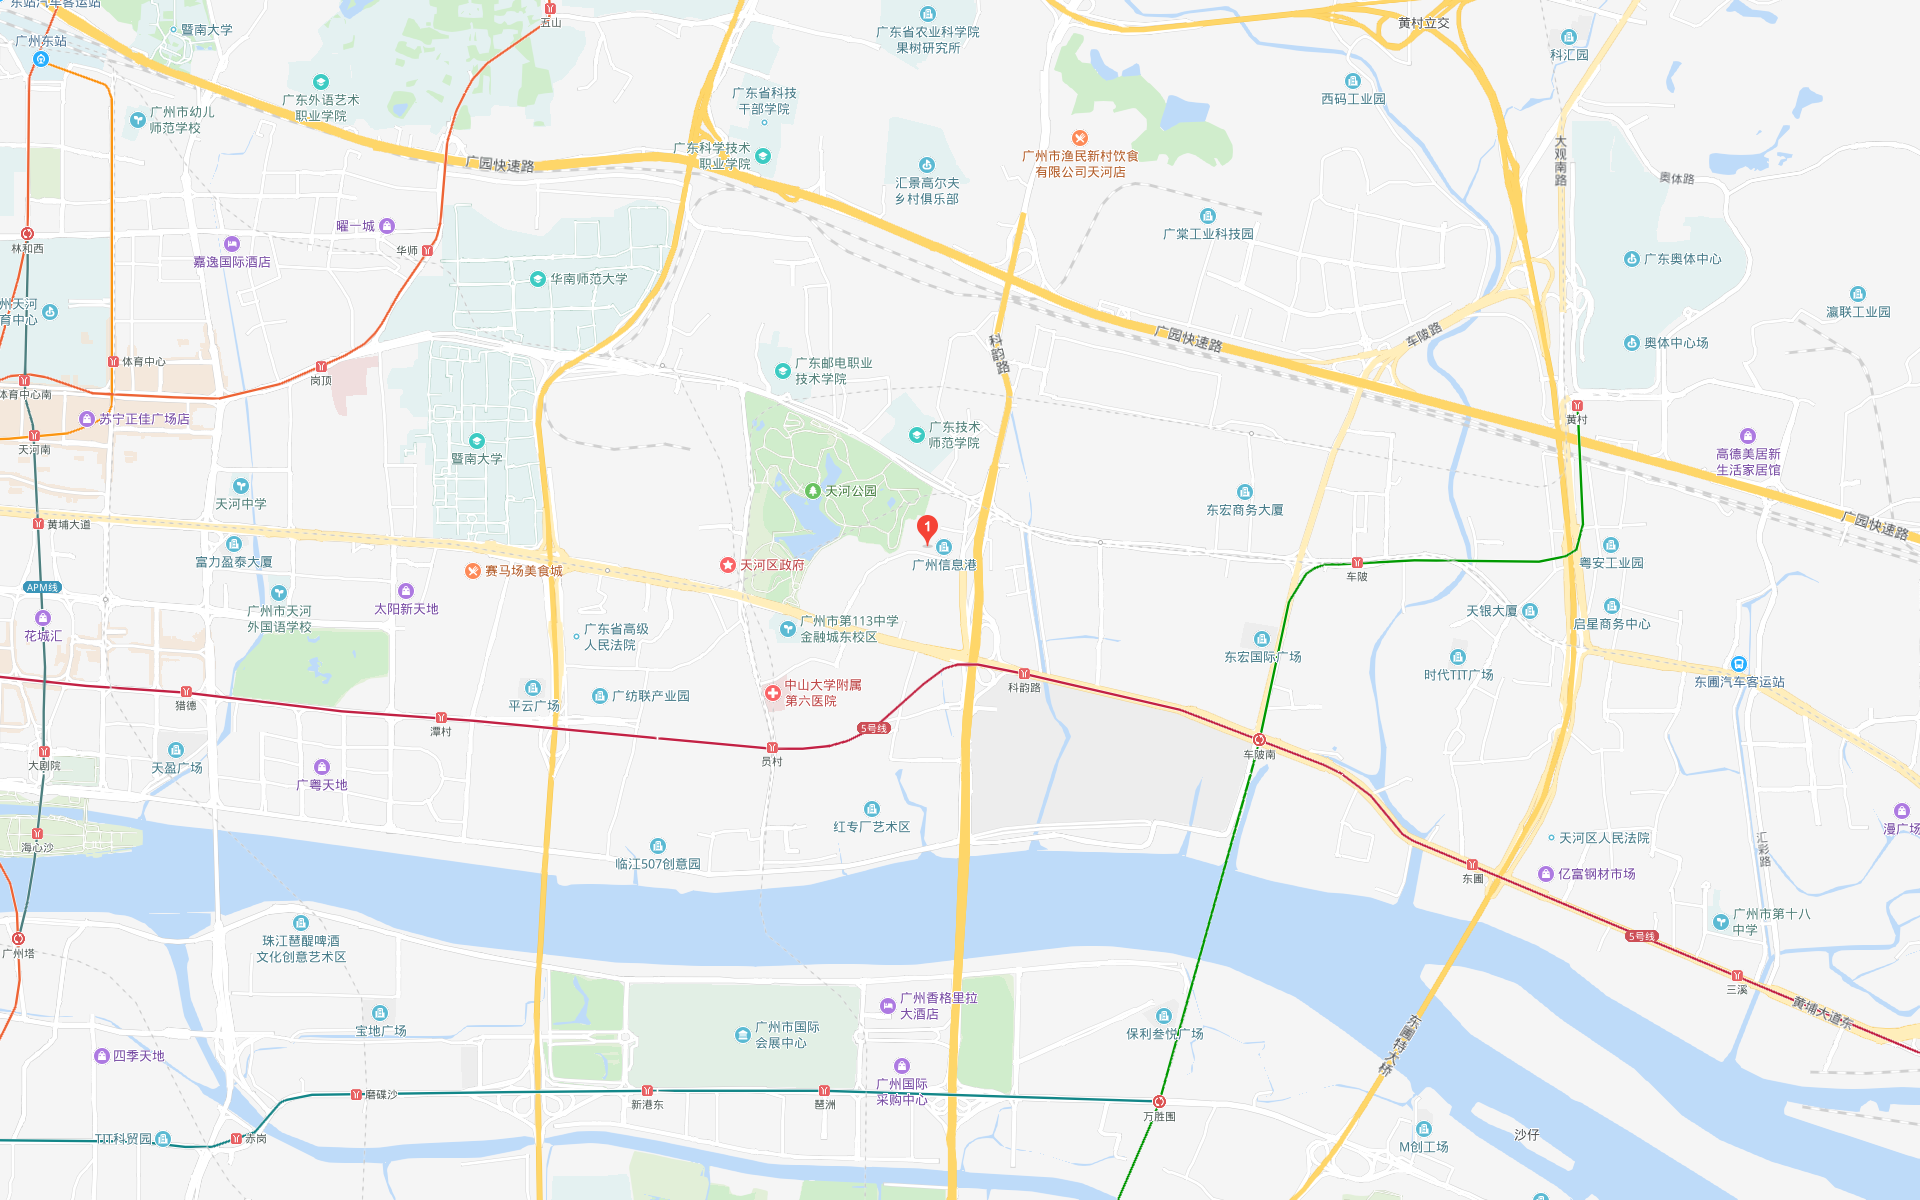 东站汽车客运站
广州东站
暨南大学
五山
广东省农业科学院
果树研究所
黄村立交
科汇园
广东外语艺术
职业学院
广州市幼儿
师范学校
广东省科技
干部学院
西码工业园
广园快速路
广东科学技术
职业学院
广州市渔民新村饮食
有限公司天河店
大观南路
奥体路
汇景高尔夫
乡村俱乐部
曜一城
林和西
华师
嘉逸国际酒店
广棠工业科技园
华南师范大学
广东奥体中心
州天河
育中心
瀛联工业园
科韵路
广园快速路
车陂路
奥体中心场
体育中心
岗顶
广东邮电职业
技术学院
体育中心南
苏宁正佳广场店
天河南
暨南大学
广东技术
师范学院
黄村
高德美居新
生活家居馆
天河中学
天河公园
东宏商务大厦
黄埔大道
1
广园快速路
富力盈泰大厦
赛马场美食城
天河区政府
广州信息港
车陂
粤安工业园
APM线
花城汇
广州市天河
外国语学校
太阳新天地
广东省高级
人民法院
广州市第113中学
金融城东校区
天银大厦
启星商务中心
东宏国际广场
时代TIT广场
东圃汽车客运站
猎德
平云广场
广纺联产业园
中山大学附属
第六医院
科韵路
潭村
5号线
员村
车陂南
大剧院
天盈广场
广粤天地
红专厂艺术区
漫广场
海心沙
临江507创意园
天河区人民法院
汇彩路
东圃
亿富钢材市场
广州市第十八
中学
5号线
广州塔
珠江琶醍啤酒
文化创意艺术区
三溪
黄埔大道东
宝地广场
广州香格里拉
大酒店
广州市国际
会展中心
保利叁悦广场
东圃特大桥
四季天地
广州国际
采购中心
磨碟沙
新港东
琶洲
万胜围
TIT科贸园
赤岗
M创工场
沙仔